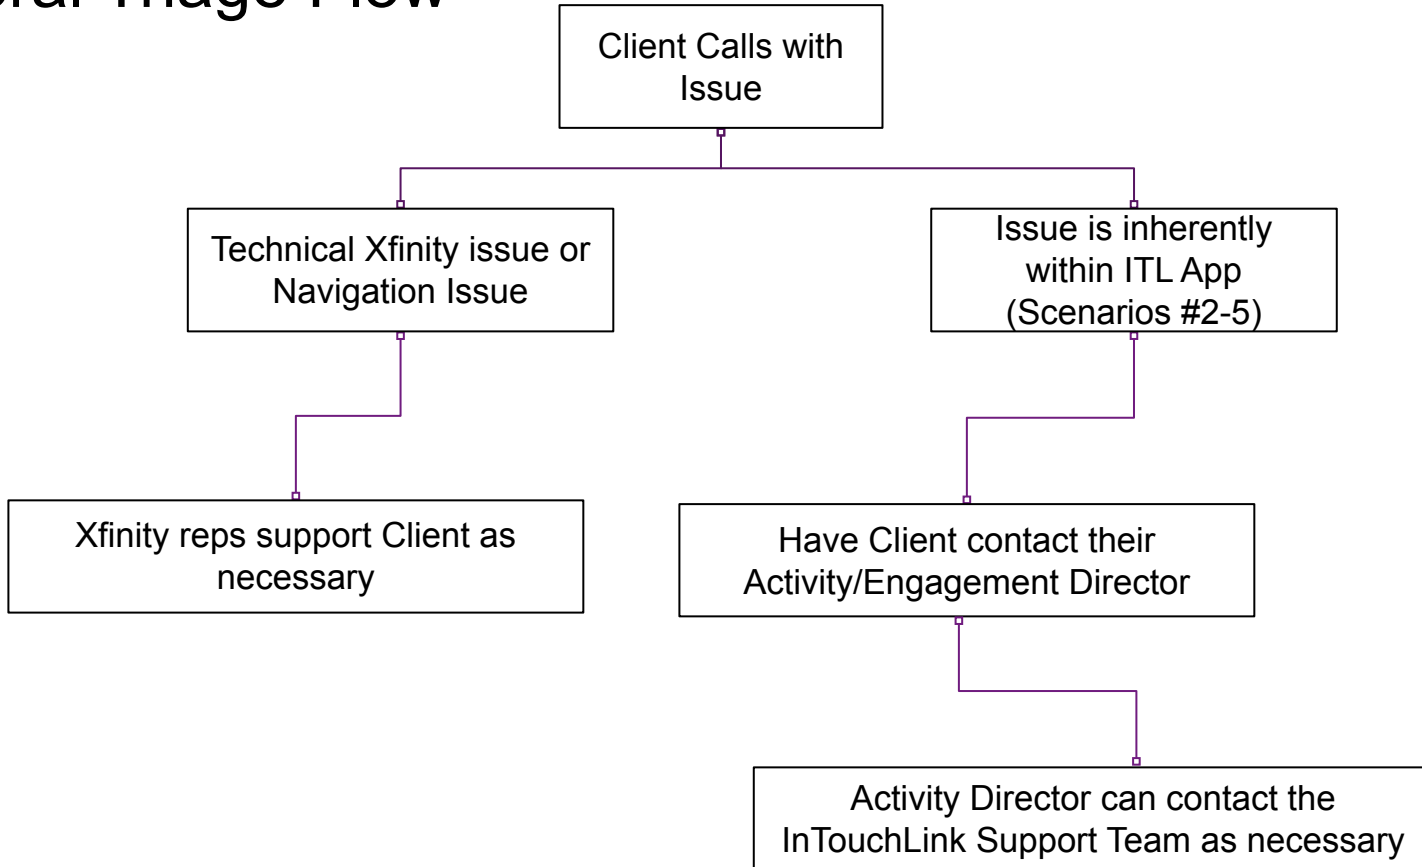 Triage Flow
Client Calls with
Issue
Technical Xfinity issue or
Navigation Issue
Issue is inherently
within ITL App
(Scenarios #2-5)
Xfinity reps support Client as
necessary
Have Client contact their
Activity/Engagement Director
Activity Director can contact the
InTouchLink Support Team as necessary